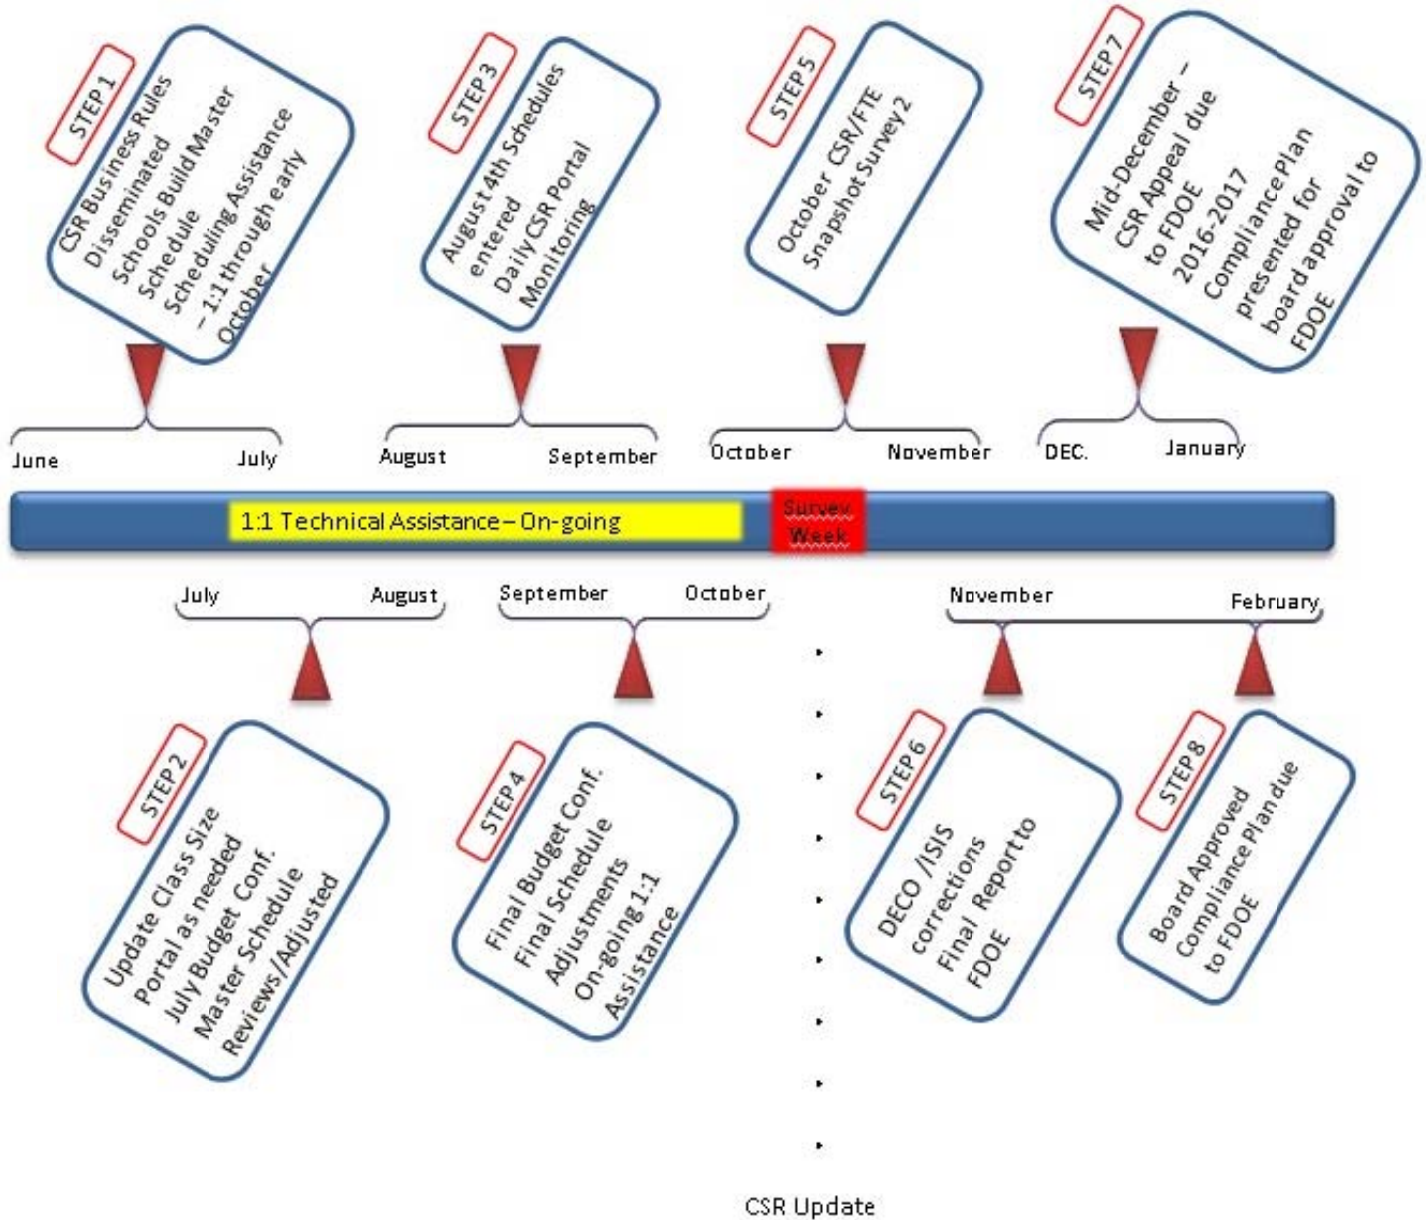 STEP 1
CSR Business Rules
Disseminated
Schools Build Master
Schedule
Scheduling Assistance
– 1:1 through early
October
STEP 3
August 4th Schedules
entered
Daily CSR Portal
Monitoring
STEP 5
October CSR/FTE
Snapshot Survey 2
STEP 7
Mid-December –
CSR Appeal due
to FDOE
2016-2017
Compliance Plan
presented for
board approval to
FDOE
June July
August September
October November
DEC. January
1:1 Technical Assistance – On-going
Survey
Week
July August
September October
November February
STEP 2
Update Class Size
Portal as needed
July Budget Conf.
Master Schedule
Reviews/Adjusted
STEP 4
Final Budget Conf.
Final Schedule
Adjustments
On-going 1:1
Assistance
STEP 6
DECO /ISIS
corrections
Final Report to
FDOE
STEP 8
Board Approved
Compliance Plan due
to FDOE
CSR Update